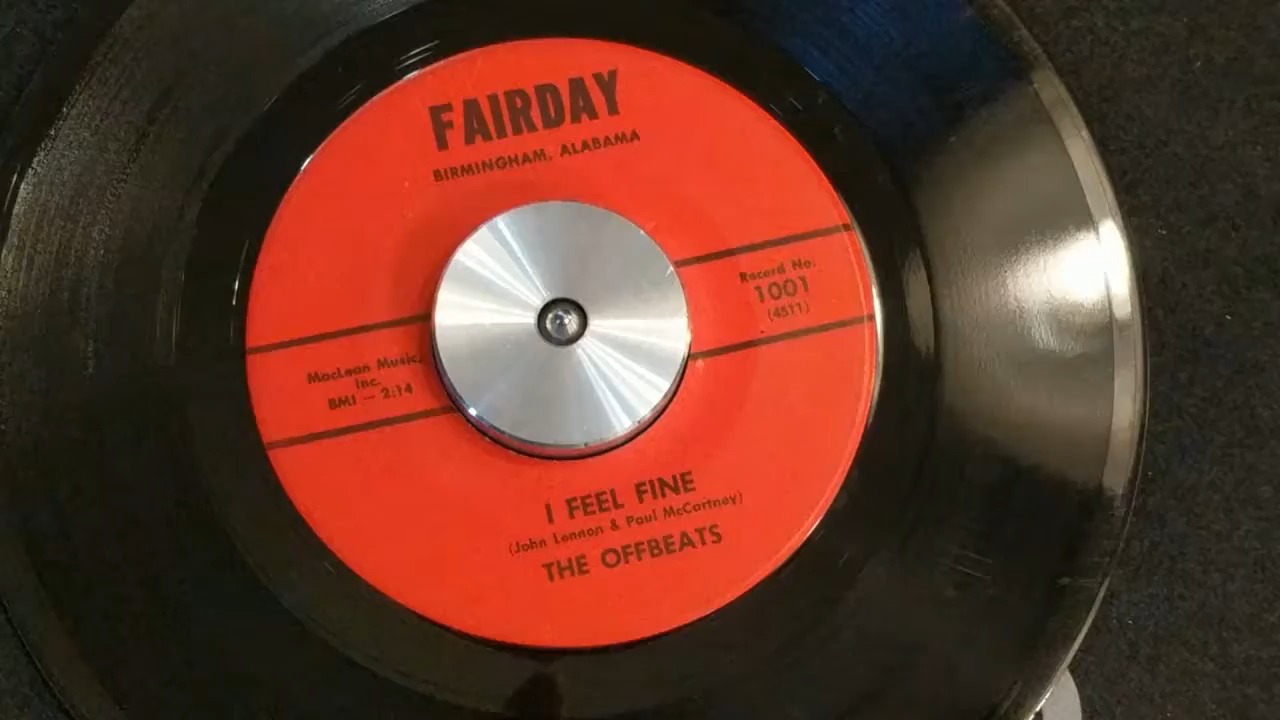 FAIRDAY
BIRMINGHAM, ALABAMA
Record No.
1001
(4511)
MacLean Music,
Inc.
BMI — 2:14
I FEEL FINE
(John Lennon & Paul McCartney)
THE OFFBEATS